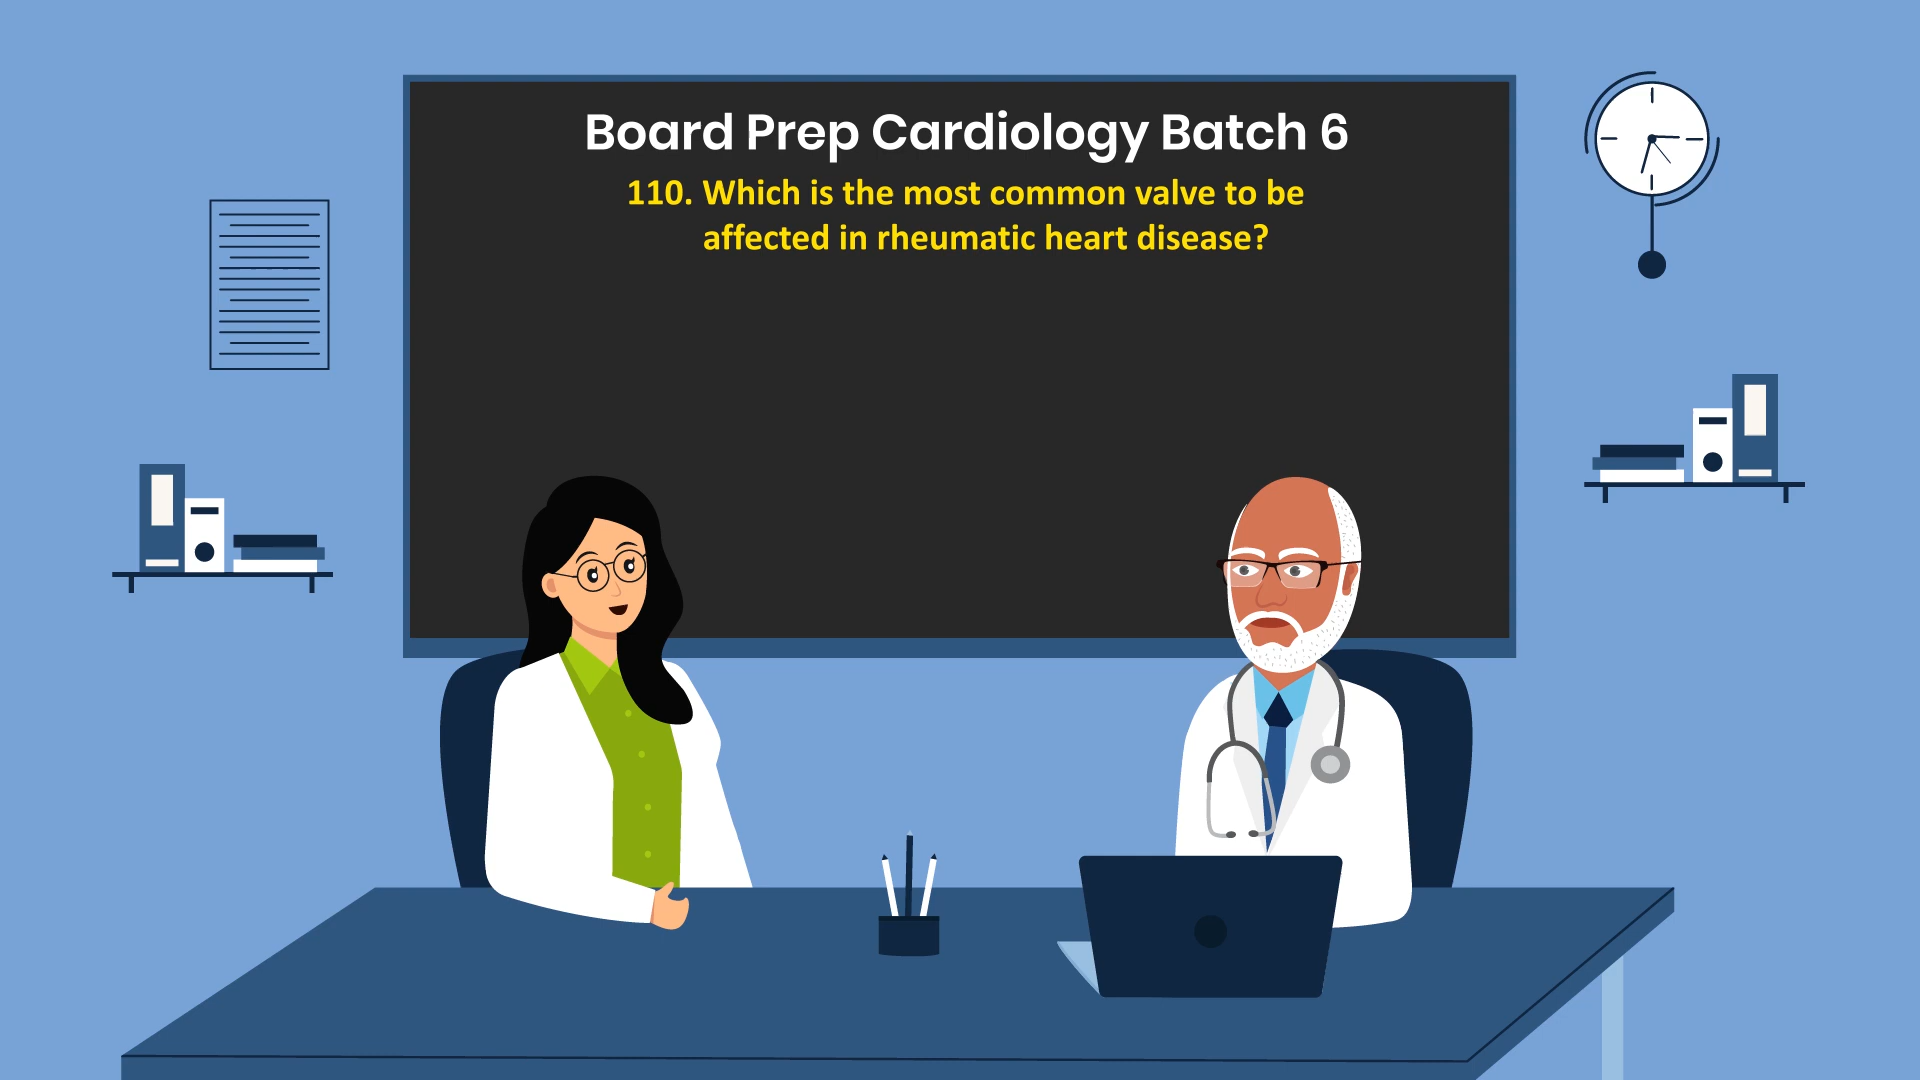 Board Prep Cardiology Batch 6
110. Which is the most common valve to be
affected in rheumatic heart disease?